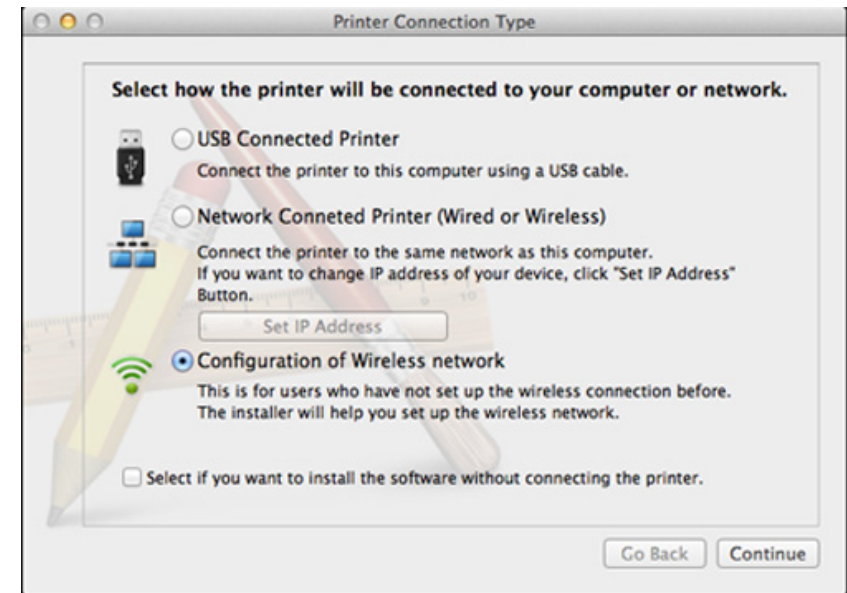 Printer Connection Type
Select how the printer will be connected to your computer or network.
USB Connected Printer
Connect the printer to this computer using a USB cable.
Network Conneted Printer (Wired or Wireless)
Connect the printer to the same network as this computer.
If you want to change IP address of your device, click "Set IP Address"
Button.
Set IP Address
Configuration of Wireless network
This is for users who have not set up the wireless connection before.
The installer will help you set up the wireless network.
Select if you want to install the software without connecting the printer.
Go Back Continue